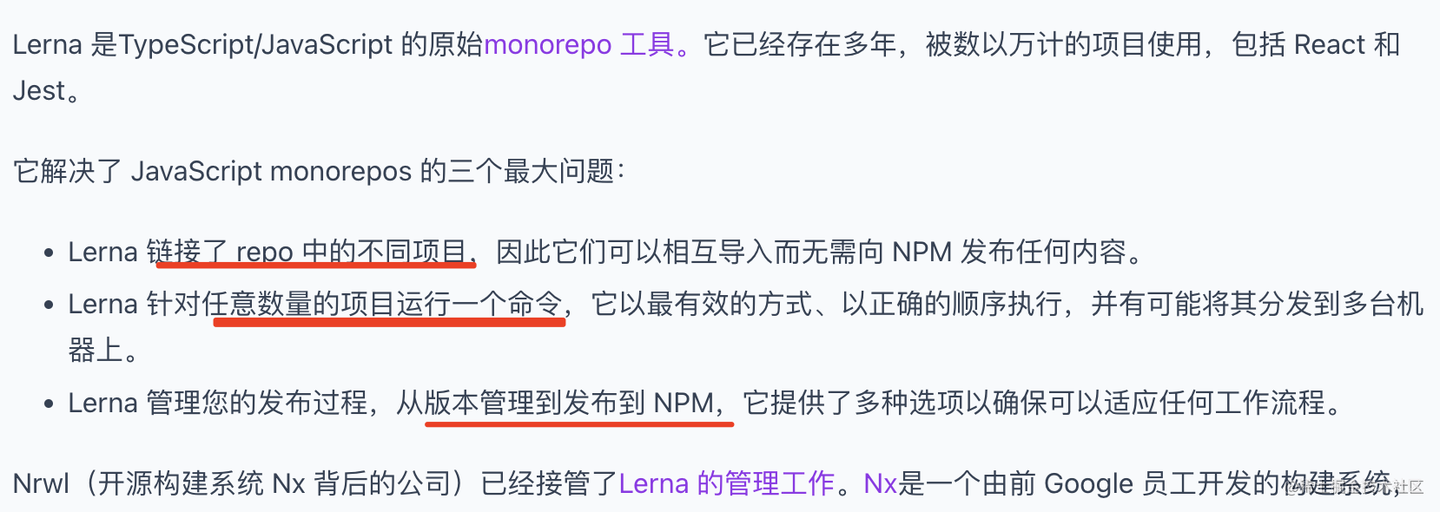 Lerna 是TypeScript/JavaScript 的原始monorepo 工具。它已经存在多年，被数以万计的项目使用，包括 React 和
Jest。
它解决了 JavaScript monorepos 的三个最大问题：
• Lerna 链接了 repo 中的不同项目，因此它们可以相互导入而无需向 NPM 发布任何内容。
• Lerna 针对任意数量的项目运行一个命令，它以最有效的方式、以正确的顺序执行，并有可能将其分发到多台机
器上。
• Lerna 管理您的发布过程，从版本管理到发布到 NPM，它提供了多种选项以确保可以适应任何工作流程。
Nrwl（开源构建系统 Nx 背后的公司）已经接管了Lerna 的管理工作。Nx是一个由前 Google 员工开发的构建系统，